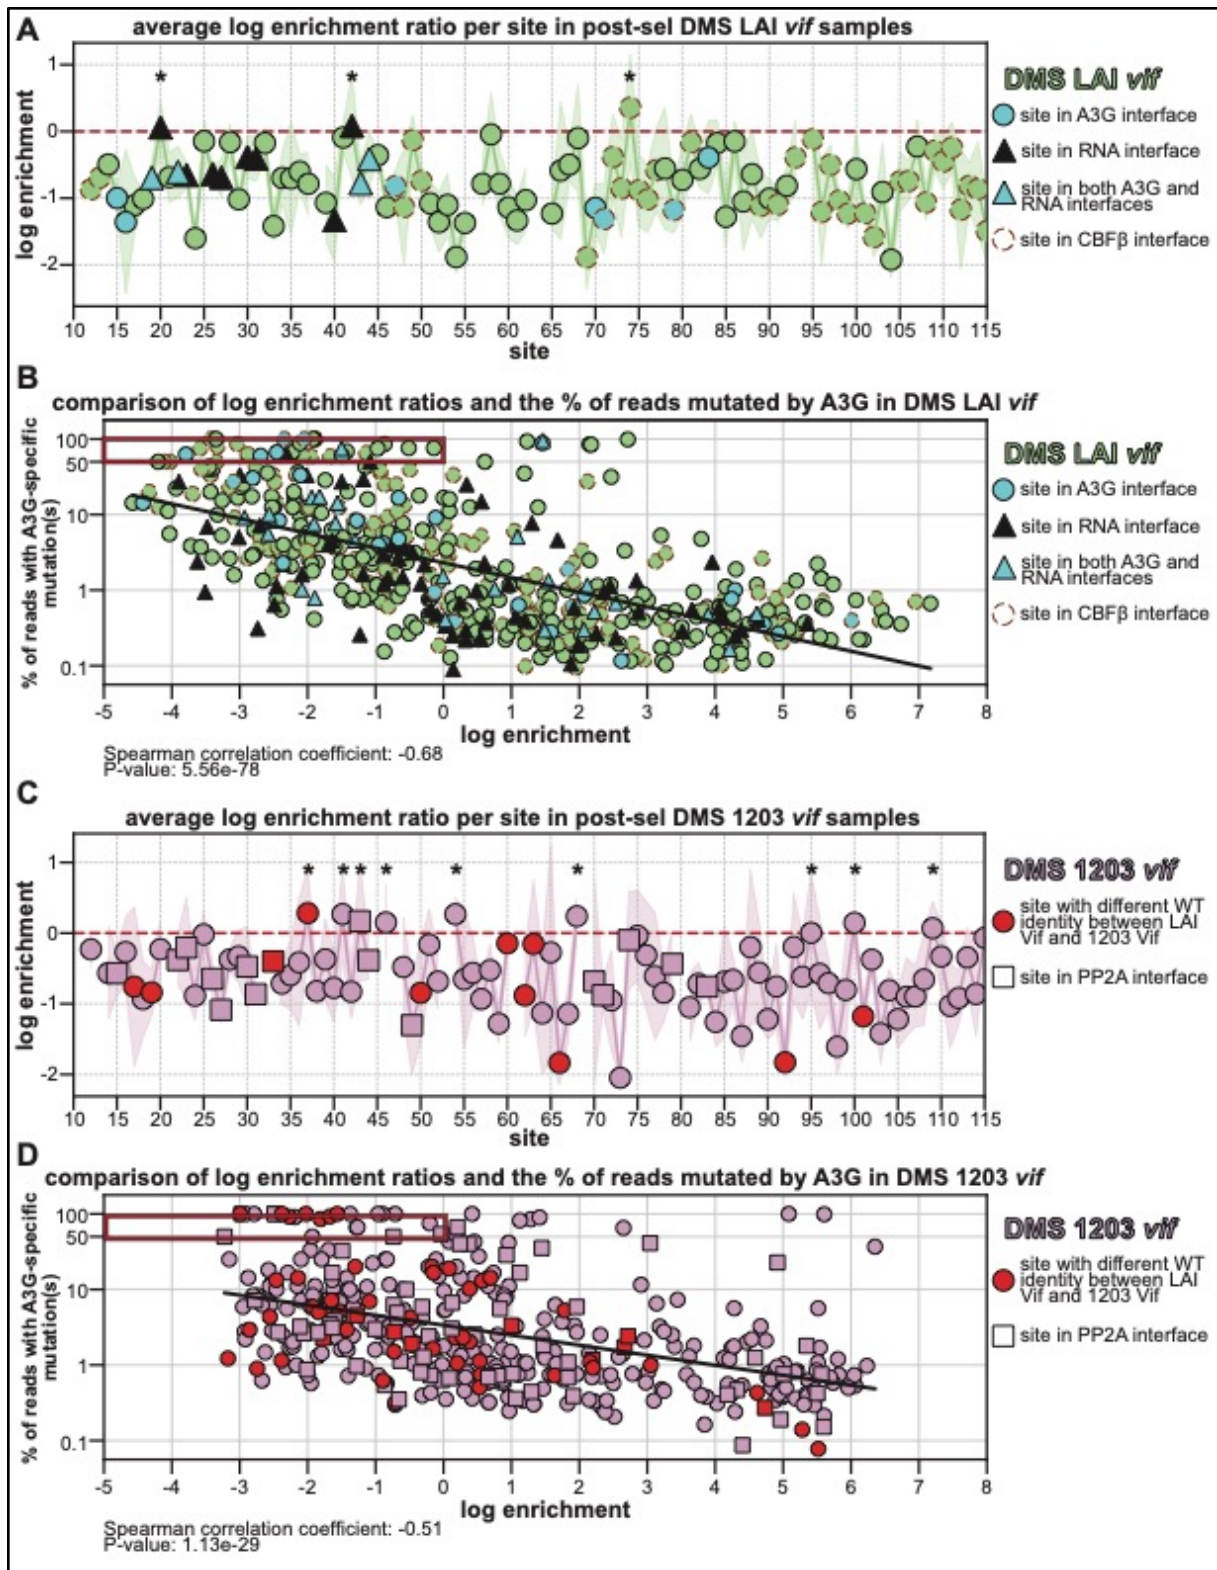 A
average log enrichment ratio per site in post-sel DMS LAI vif samples
log enrichment
1
0
-1
-2
* * *
10 15 20 25 30 35 40 45 50 55 60 65 70 75 80 85 90 95 100 105 110 115
site
DMS LAI vif
site in A3G interface
site in RNA interface
site in both A3G and
RNA interfaces
site in CBFβ interface
B
comparison of log enrichment ratios and the % of reads mutated by A3G in DMS LAI vif
% of reads with A3G-specific
mutation(s)
100
50
10
1
0.1
-5 -4 -3 -2 -1 0 1 2 3 4 5 6 7 8
log enrichment
Spearman correlation coefficient: -0.68
P-value: 5.56e-78
DMS LAI vif
site in A3G interface
site in RNA interface
site in both A3G and
RNA interfaces
site in CBFβ interface
C
average log enrichment ratio per site in post-sel DMS 1203 vif samples
log enrichment
1
0
-1
-2
* * * * * * * * *
10 15 20 25 30 35 40 45 50 55 60 65 70 75 80 85 90 95 100 105 110 115
site
DMS 1203 vif
site with different WT
identity between LAI
Vif and 1203 Vif
site in PP2A interface
D
comparison of log enrichment ratios and the % of reads mutated by A3G in DMS 1203 vif
% of reads with A3G-specific
mutation(s)
100
50
10
1
0.1
-5 -4 -3 -2 -1 0 1 2 3 4 5 6 7 8
log enrichment
Spearman correlation coefficient: -0.51
P-value: 1.13e-29
DMS 1203 vif
site with different WT
identity between LAI
Vif and 1203 Vif
site in PP2A interface